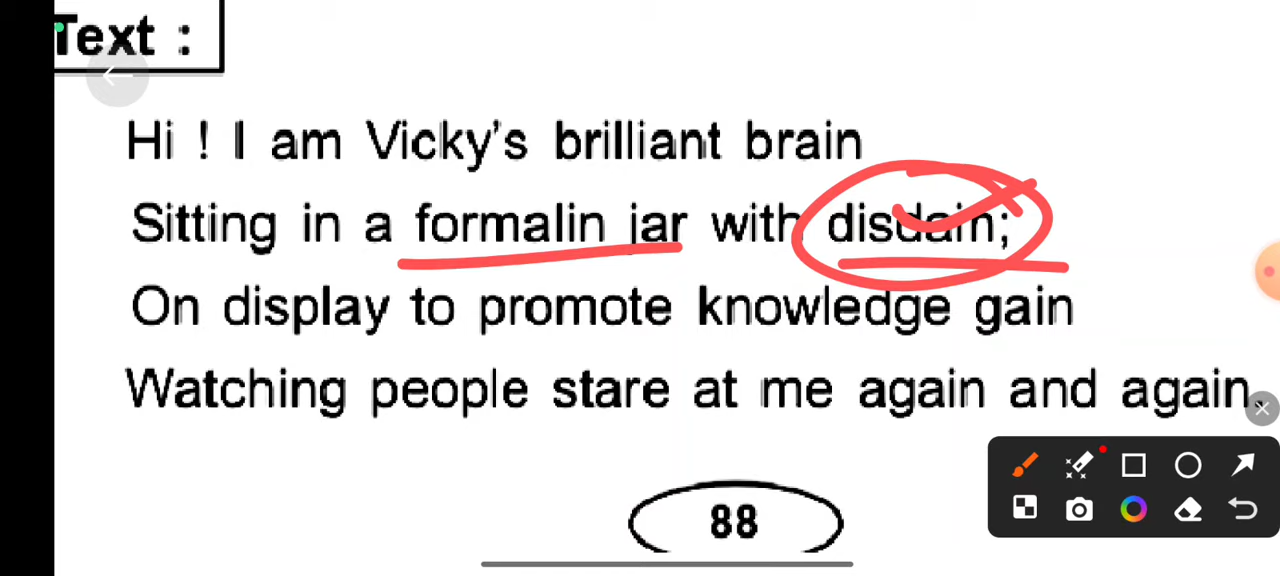 Text :
Hi ! I am Vicky's brilliant brain
Sitting in a formalin jar with disdain;
On display to promote knowledge gain
Watching people stare at me again and again.
88